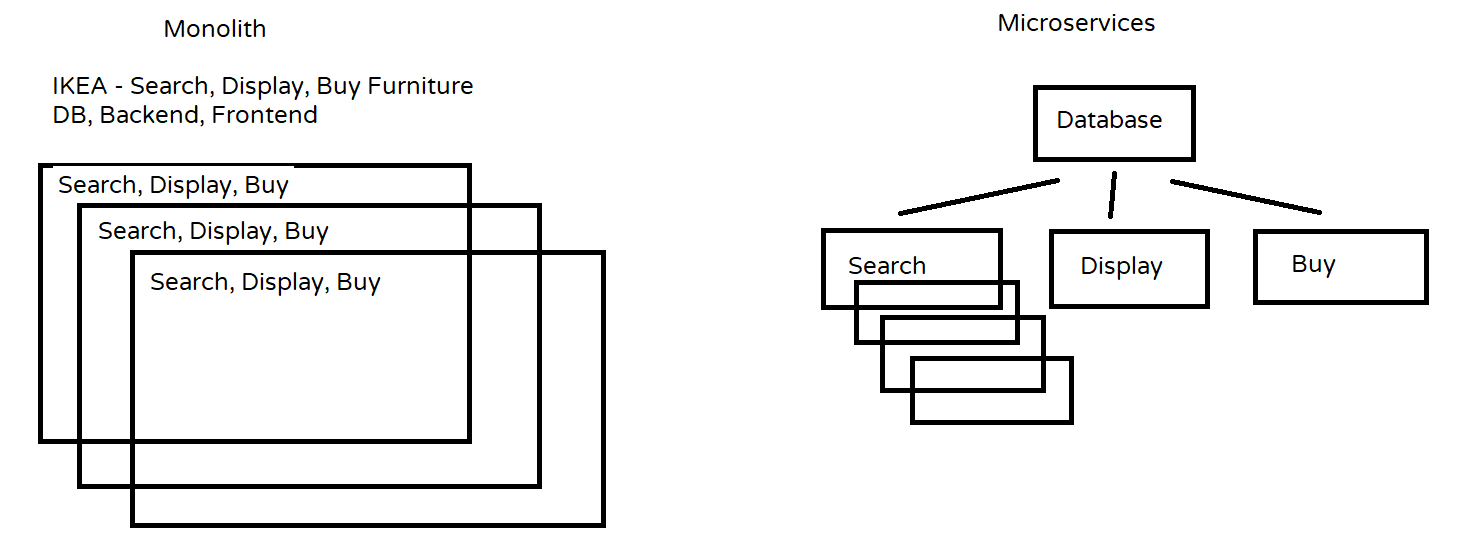 Monolith
IKEA - Search, Display, Buy Furniture
DB, Backend, Frontend
Search, Display, Buy
Search, Display, Buy
Search, Display, Buy
Microservices
Database
Search
Display
Buy